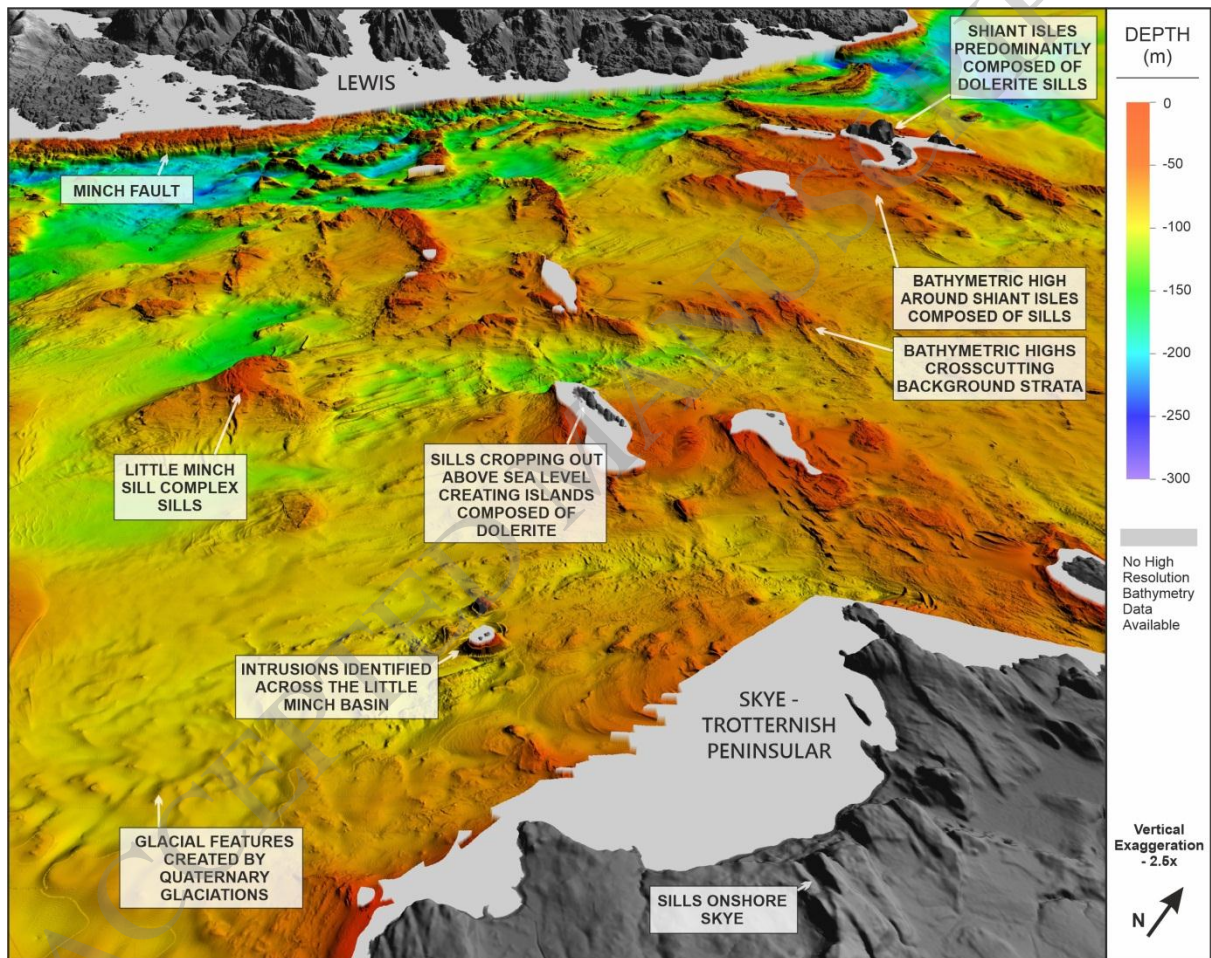 LEWIS
SHIANT ISLES
PREDOMINANTLY
COMPOSED OF
DOLERITE SILLS
MINCH FAULT
BATHYMETRIC HIGH
AROUND SHIANT ISLES
COMPOSED OF SILLS
BATHYMETRIC HIGHS
CROSSCUTTING
BACKGROUND STRATA
LITTLE MINCH
SILL COMPLEX
SILLS
SILLS CROPPING OUT
ABOVE SEA LEVEL
CREATING ISLANDS
COMPOSED OF
DOLERITE
INTRUSIONS IDENTIFIED
ACROSS THE LITTLE
MINCH BASIN
SKYE -
TROTTERNISH
PENINSULAR
GLACIAL FEATURES
CREATED BY
QUATERNARY
GLACIATIONS
SILLS ONSHORE
SKYE
DEPTH
(m)
0
-50
-100
-150
-200
-250
-300
No High
Resolution
Bathymetry
Data
Available
Vertical
Exaggeration
- 2.5x
N
ACCEPTED MANUSCRIPT